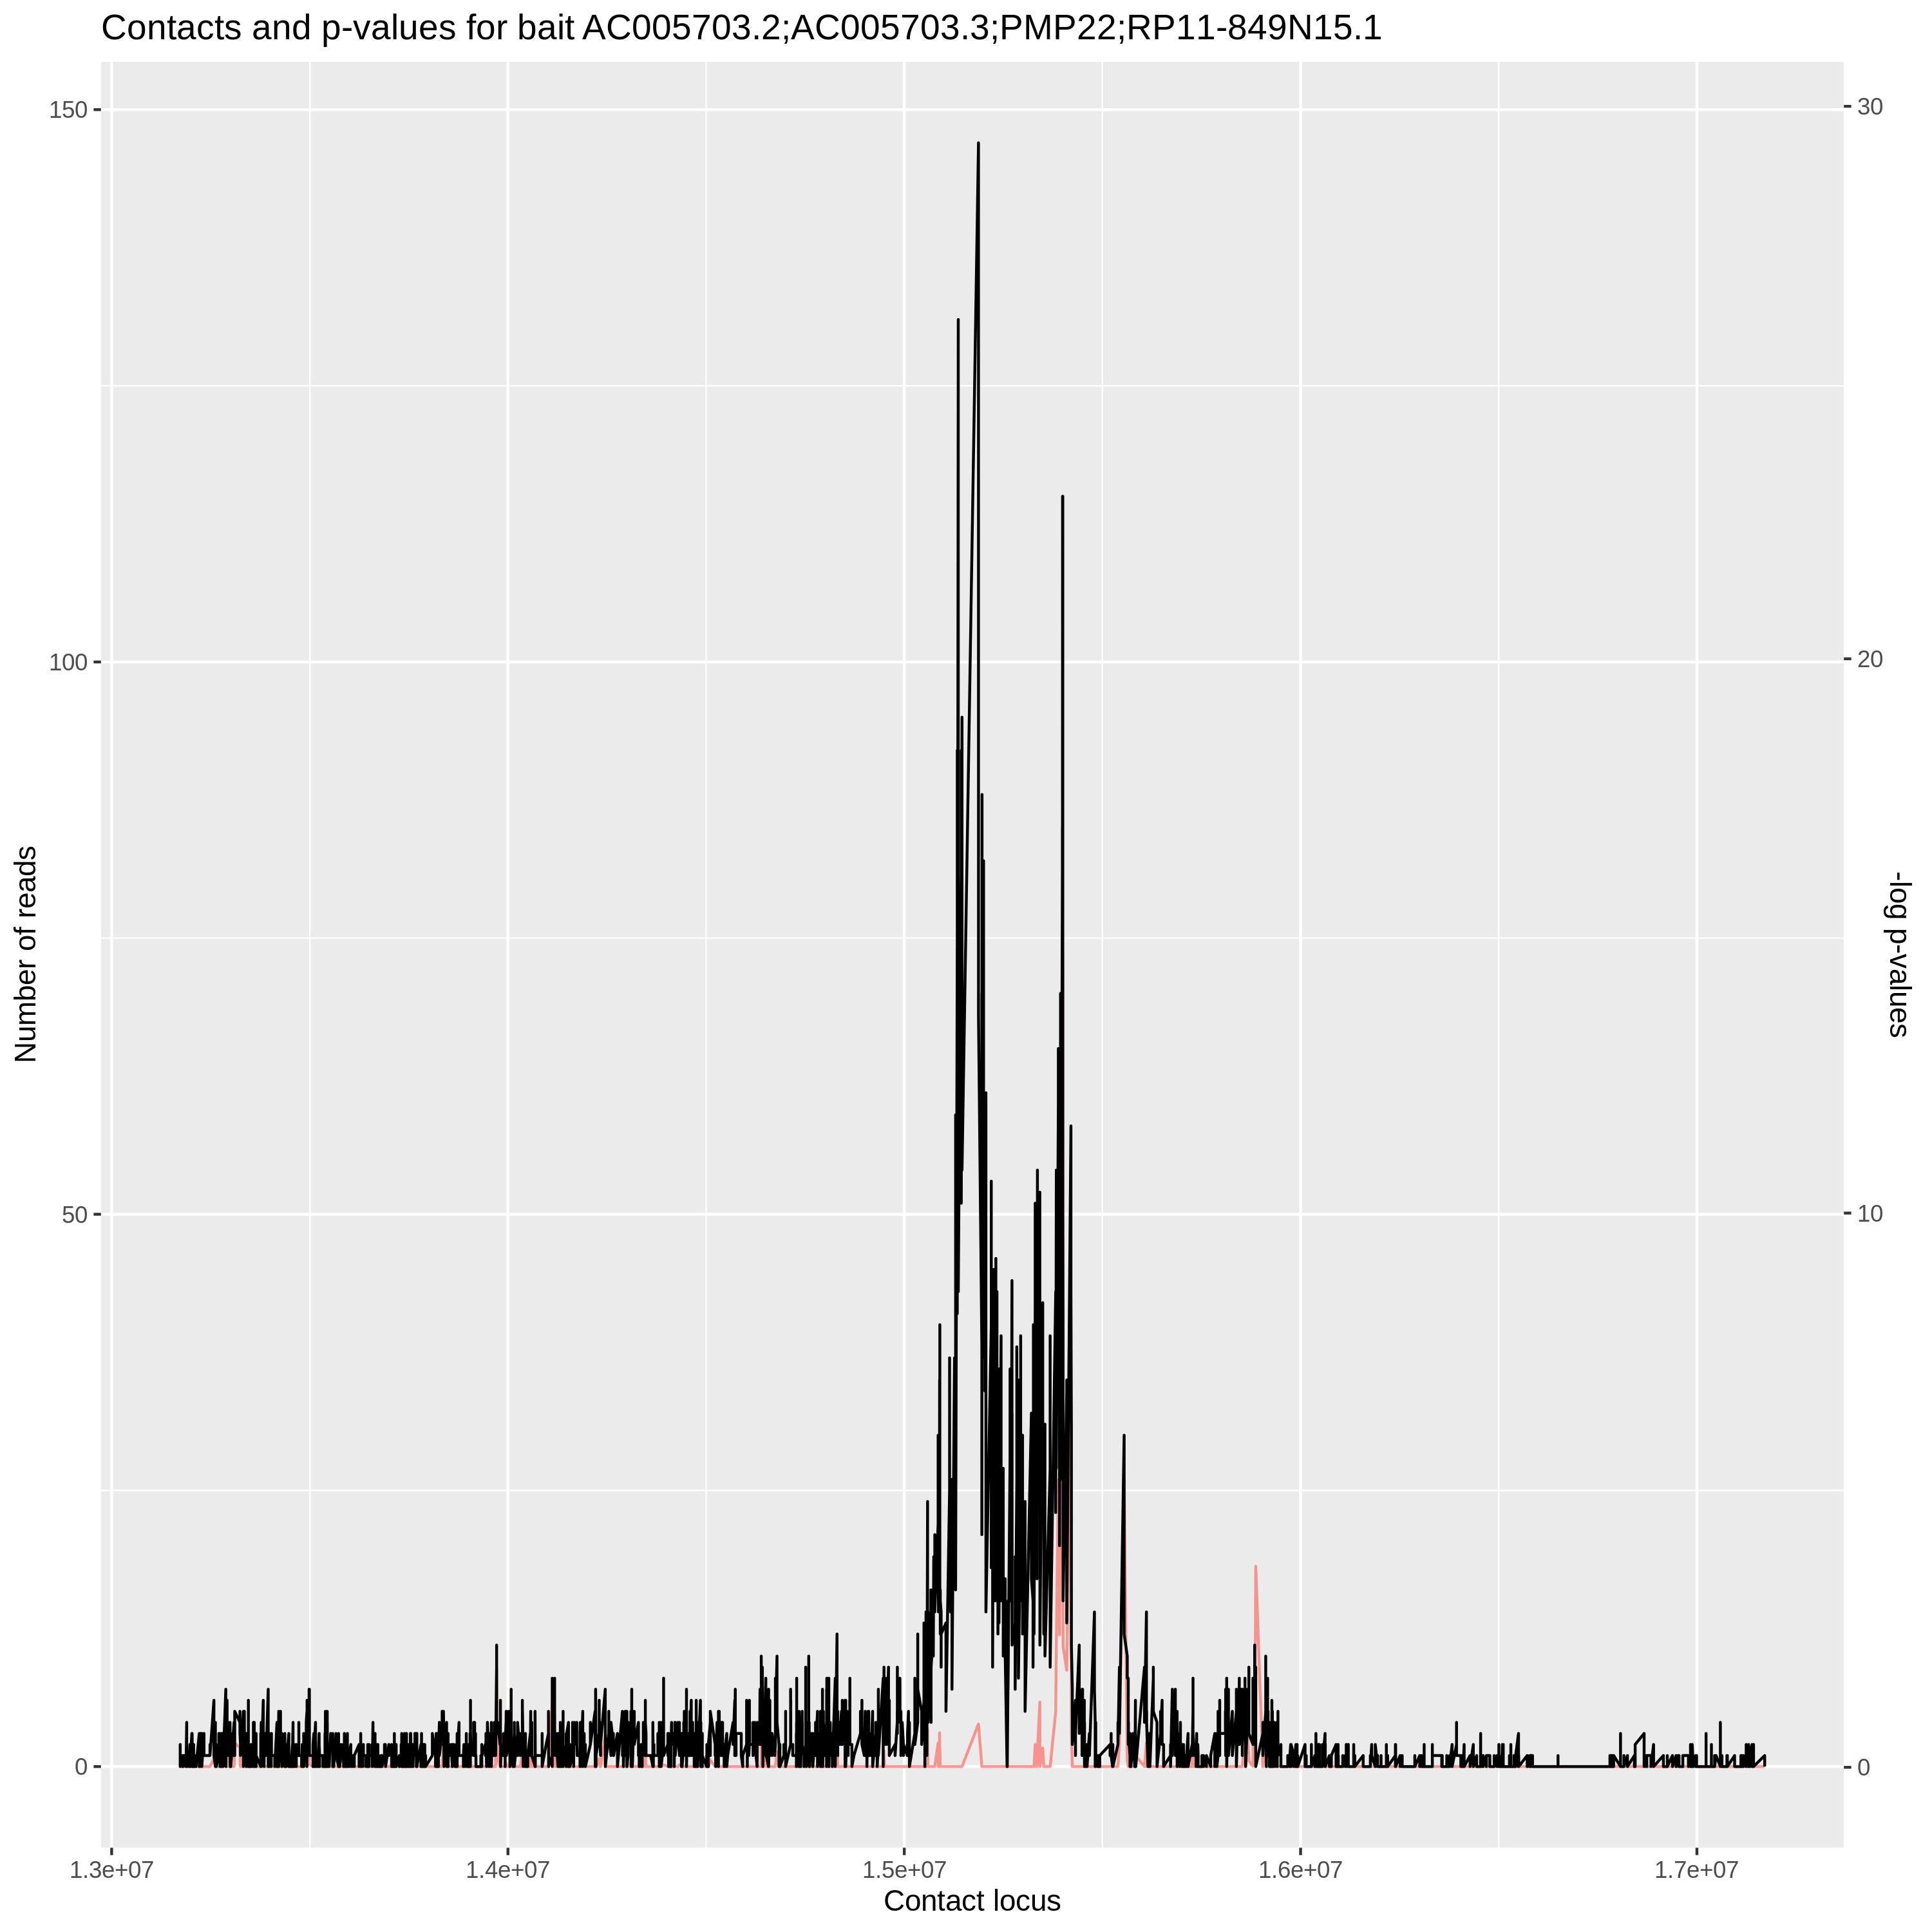 Contacts and p-values for bait AC005703.2;AC005703.3;PMP22;RP11-849N15.1
150
100
50
0
Number of reads
30
20
10
0
-log p-values
1.3e+07 1.4e+07 1.5e+07 1.6e+07 1.7e+07
Contact locus